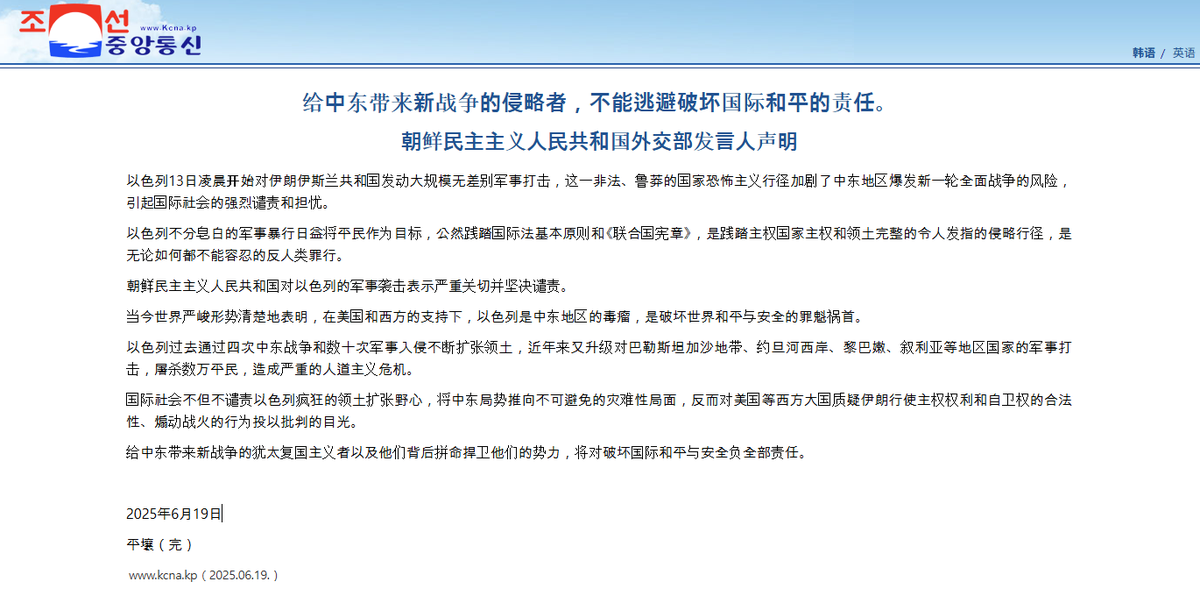 조선
www.Kcna.kp
중앙통신
韩语 / 英语
给中东带来新战争的侵略者，不能逃避破坏国际和平的责任。
朝鲜民主主义人民共和国外交部发言人声明
以色列13日凌晨开始对伊朗伊斯兰共和国发动大规模无差别军事打击，这一非法、鲁莽的国家恐怖主义行径加剧了中东地区爆发新一轮全面战争的风险，
引起国际社会的强烈谴责和担忧。
以色列不分皂白的军事暴行日益将平民作为目标，公然践踏国际法基本原则和《联合国宪章》，是践踏主权国家主权和领土完整的令人发指的侵略行径，是
无论如何都不能容忍的反人类罪行。
朝鲜民主主义人民共和国对以色列的军事袭击表示严重关切并坚决谴责。
当今世界严峻形势清楚地表明，在美国和西方的支持下，以色列是中东地区的毒瘤，是破坏世界和平与安全的罪魁祸首。
以色列过去通过四次中东战争和数十次军事入侵不断扩张领土，近年来又升级对巴勒斯坦加沙地带、约旦河西岸、黎巴嫩、叙利亚等地区国家的军事打
击，屠杀数万平民，造成严重的人道主义危机。
国际社会不但不谴责以色列疯狂的领土扩张野心，将中东局势推向不可避免的灾难性局面，反而对美国等西方大国质疑伊朗行使主权权利和自卫权的合法
性、煽动战火的行为投以批判的目光。
给中东带来新战争的犹太复国主义者以及他们背后拼命捍卫他们的势力，将对破坏国际和平与安全负全部责任。
2025年6月19日
平壤（完）
www.kcna.kp（2025.06.19.）